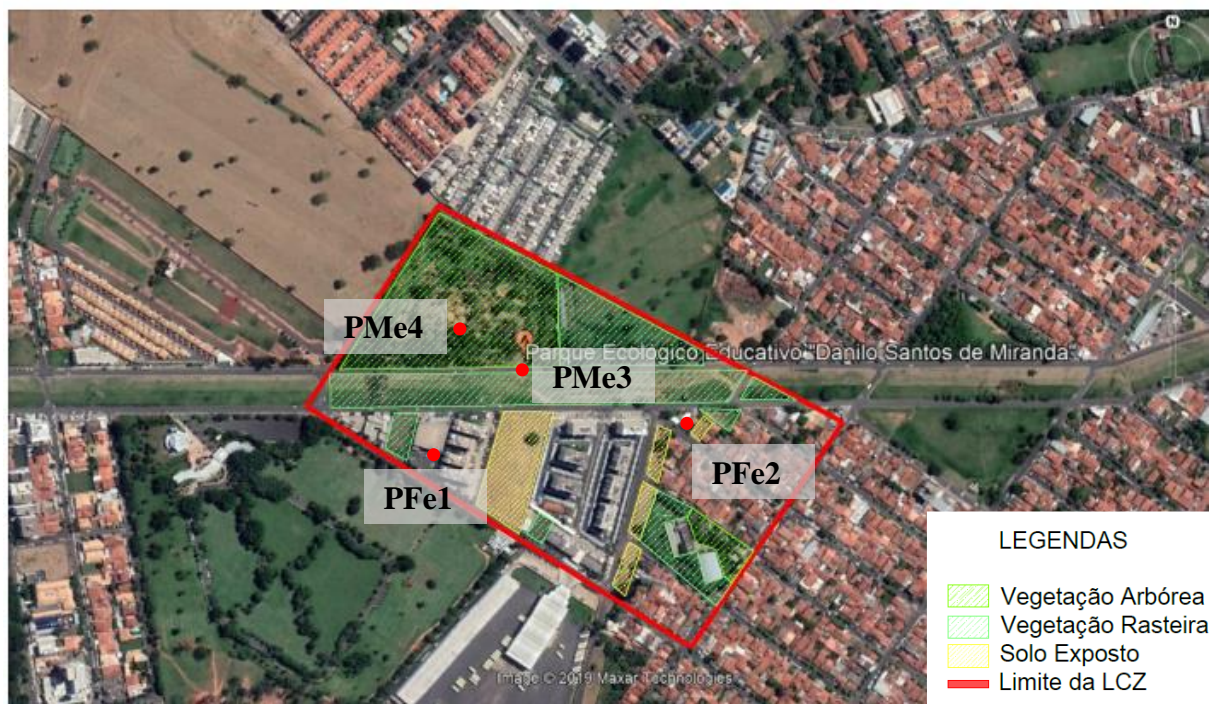 N
PMe4
Parque Ecologico Educativo "Danilo Santos de Miranda"
PMe3
PFe1
PFe2
LEGENDAS
Vegetação Arbórea
Vegetação Rasteira
Solo Exposto
Limite da LCZ
Image © 2019 Maxar Technologies